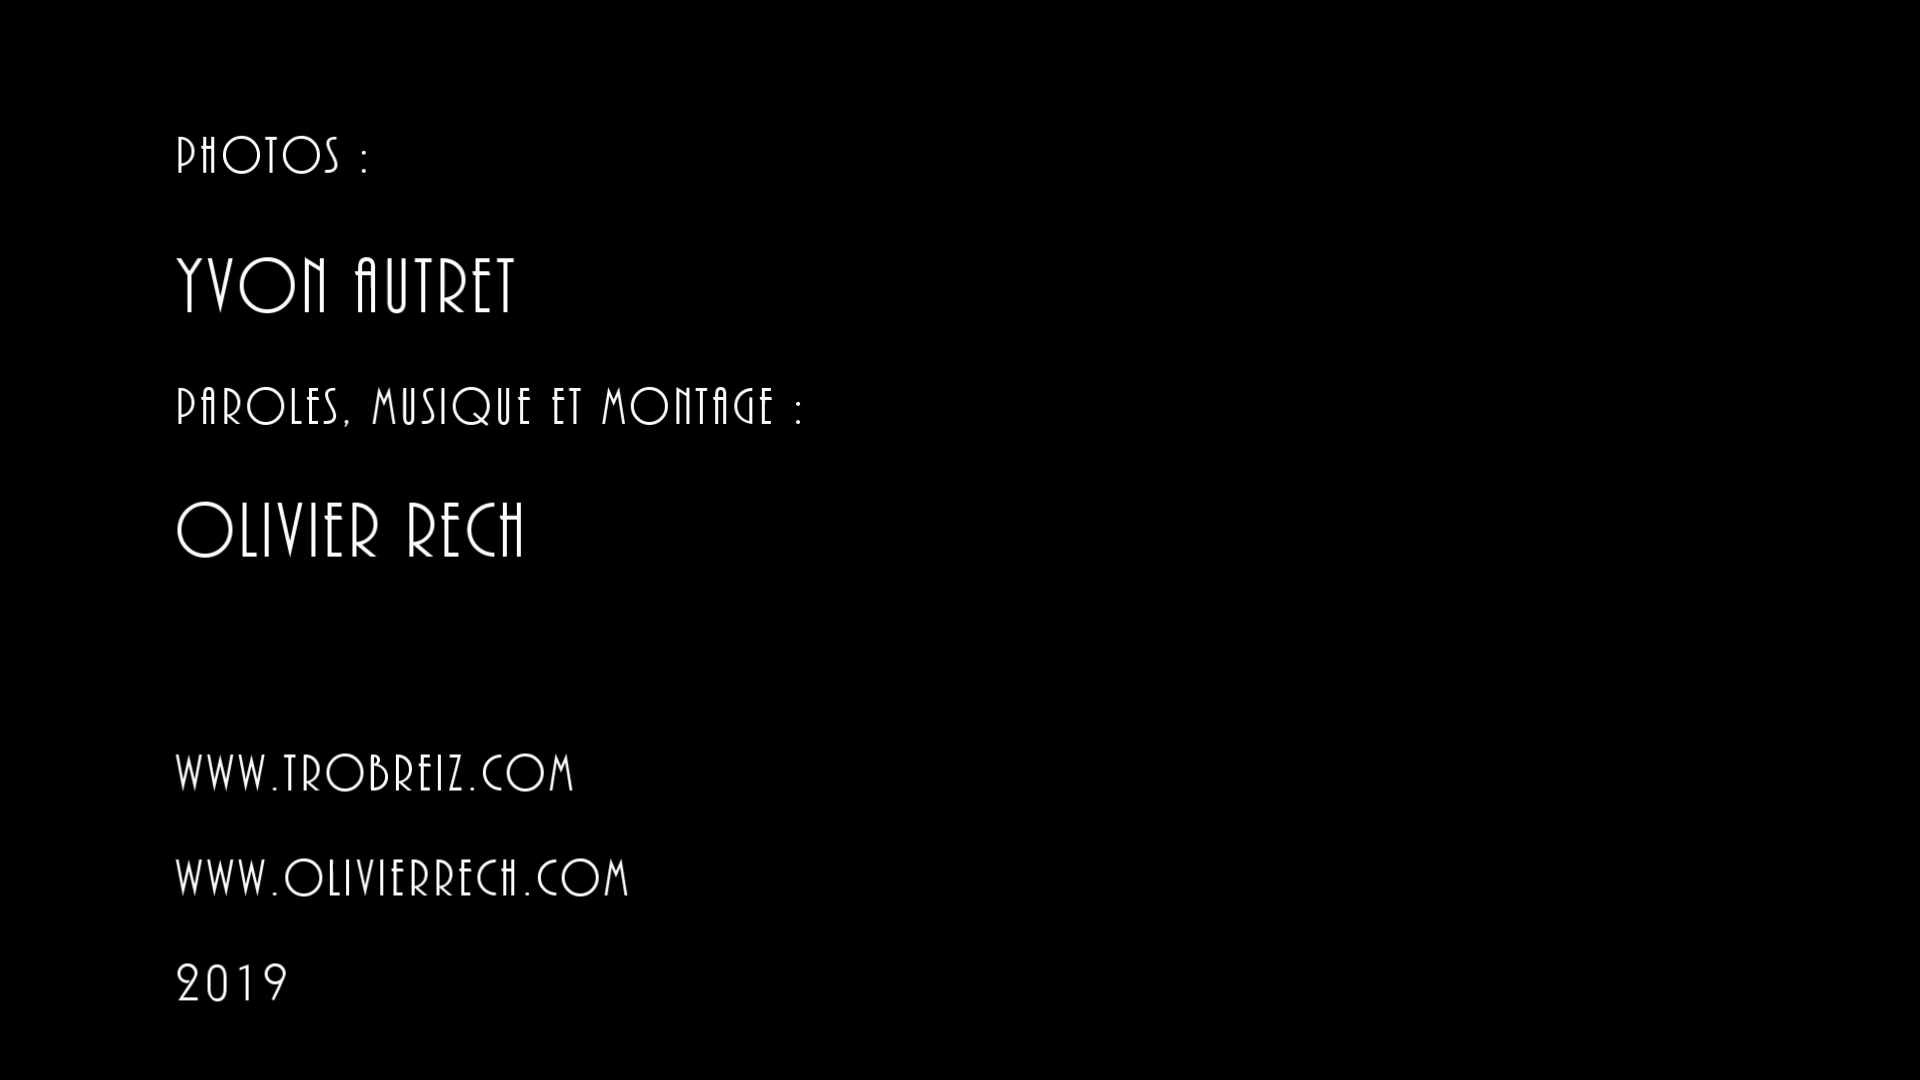 PHOTOS :
YVON AUTRET
PAROLES, MUSIQUE ET MONTAGE :
OLIVIER RECH
WWW.TROBREIZ.COM
WWW.OLIVIERRECH.COM
2019